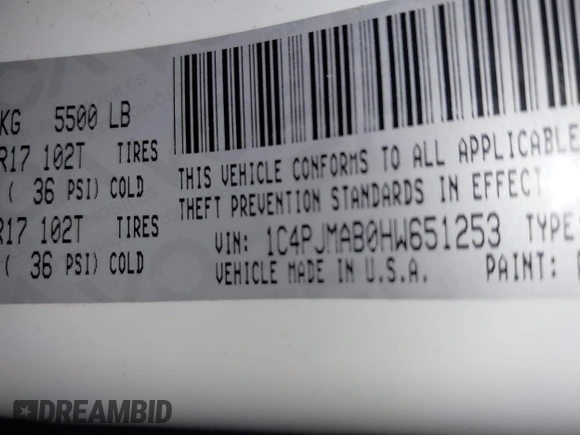 KG 5500 LB
R17 102T TIRES
( 36 PSI) COLD
R17 102T TIRES
( 36 PSI) COLD
THIS VEHICLE CONFORMS TO ALL APPLICABLE
THEFT PREVENTION STANDARDS IN EFFECT
VIN: 1C4PJMAB0HW651253 TYPE:
VEHICLE MADE IN U.S.A. PAINT:
DREAMBID